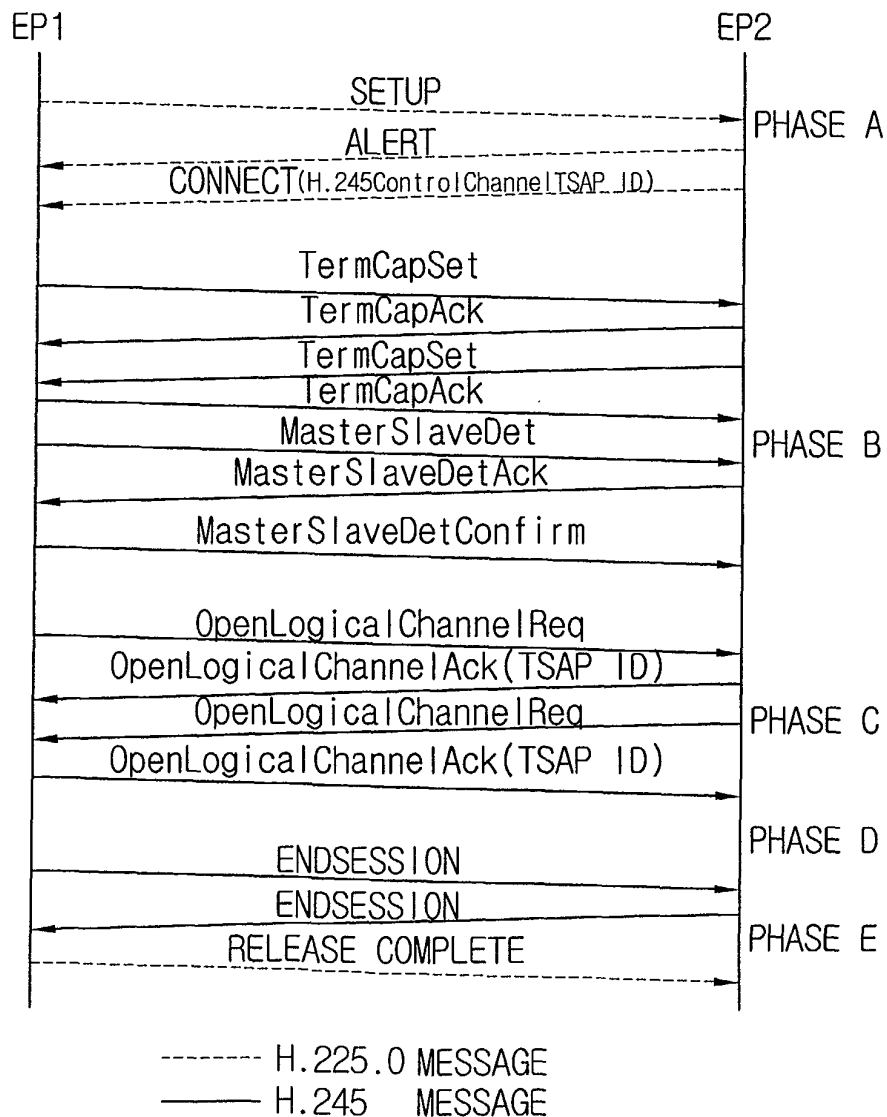 EP1 EP2
SETUP
PHASE A
ALERT
CONNECT(H.245ControlChannelTSAP ID)
TermCapSet
TermCapAck
TermCapSet
TermCapAck
MasterSlaveDet
PHASE B
MasterSlaveDetAck
MasterSlaveDetConfirm
OpenLogicalChannelReq
OpenLogicalChannelAck(TSAP ID)
OpenLogicalChannelReq
PHASE C
OpenLogicalChannelAck(TSAP ID)
PHASE D
ENDSESSION
ENDSESSION
PHASE E
RELEASE COMPLETE
H.225.0 MESSAGE
H.245 MESSAGE